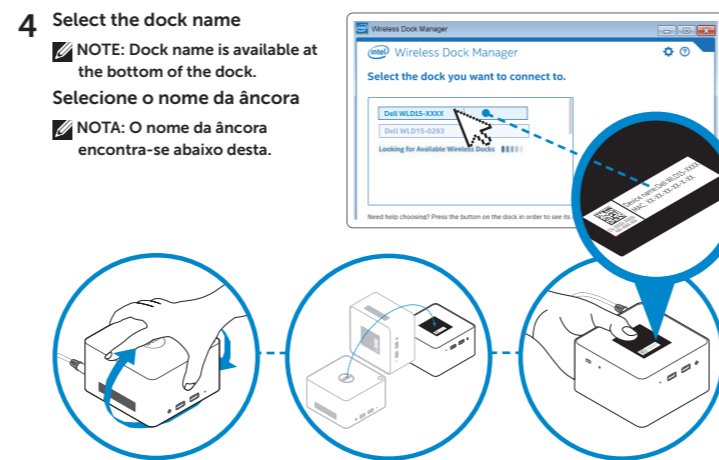 4 Select the dock name
NOTE: Dock name is available at
the bottom of the dock.
Selecione o nome da âncora
NOTA: O nome da âncora
encontra-se abaixo desta.
Wireless Dock Manager
intel Wireless Dock Manager
Select the dock you want to connect to.
Dell WLD15-XXXX
Dell WLD15-0293
Looking for Available Wireless Docks
Need help choosing? Press the button on the dock in order to see its
Device name:Dell WLD15-XXXX
MAC: XX-XX-XX-XX-X-XX